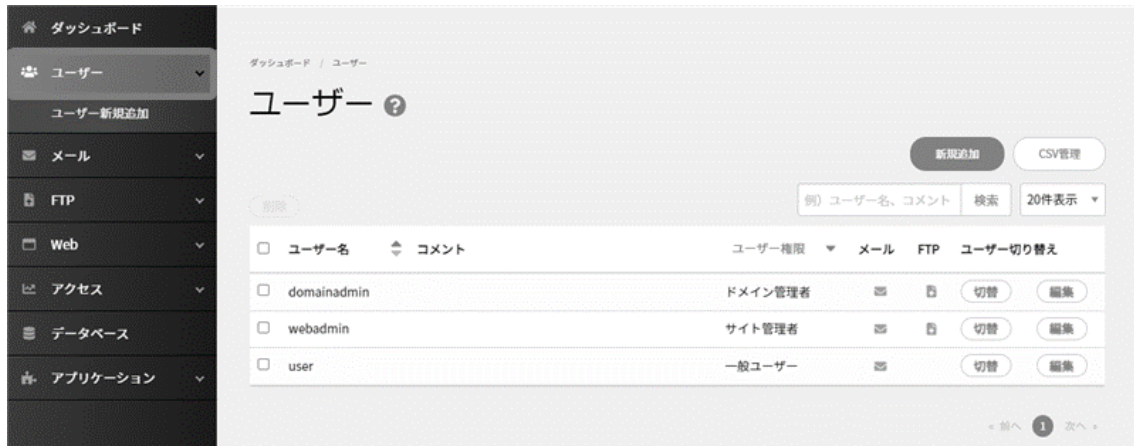 ダッシュボード
ユーザー
ユーザー新規追加
メール
FTP
Web
アクセス
データベース
アプリケーション
ダッシュボード / ユーザー
ユーザー ?
新規追加 CSV管理
削除 例）ユーザー名、コメント 検索 20件表示
ユーザー名 コメント ユーザー権限 メール FTP ユーザー切り替え
domainadmin ドメイン管理者 切替 編集
webadmin サイト管理者 切替 編集
user 一般ユーザー 切替 編集
« 前へ 1 次へ »